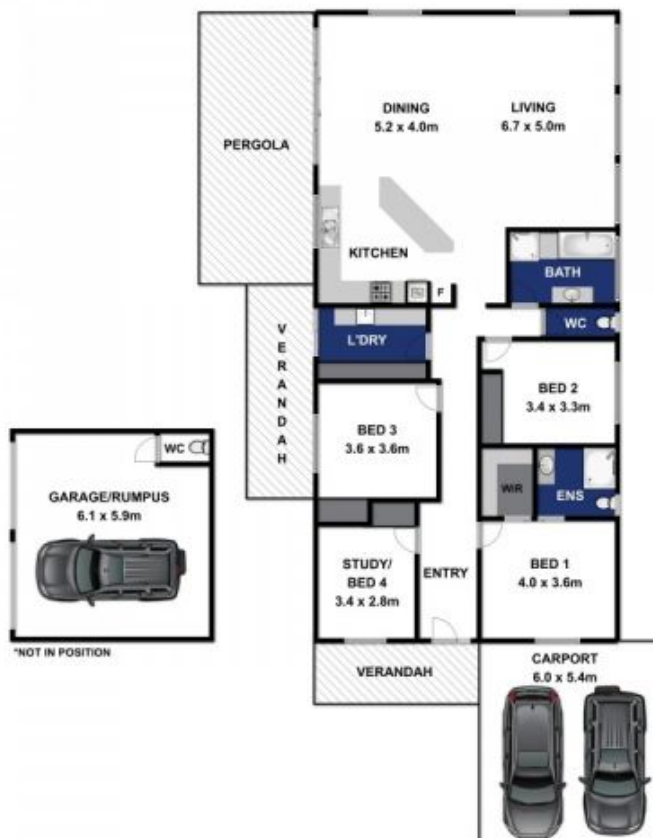 DINING
5.2 x 4.0m
LIVING
6.7 x 5.0m
PERGOLA
KITCHEN
F
BATH
WC
L'DRY
VERANDAH
BED 2
3.4 x 3.3m
BED 3
3.6 x 3.6m
WIR
ENS
WC
GARAGE/RUMPUS
6.1 x 5.9m
*NOT IN POSITION
STUDY/
BED 4
3.4 x 2.8m
ENTRY
BED 1
4.0 x 3.6m
VERANDAH
CARPORT
6.0 x 5.4m